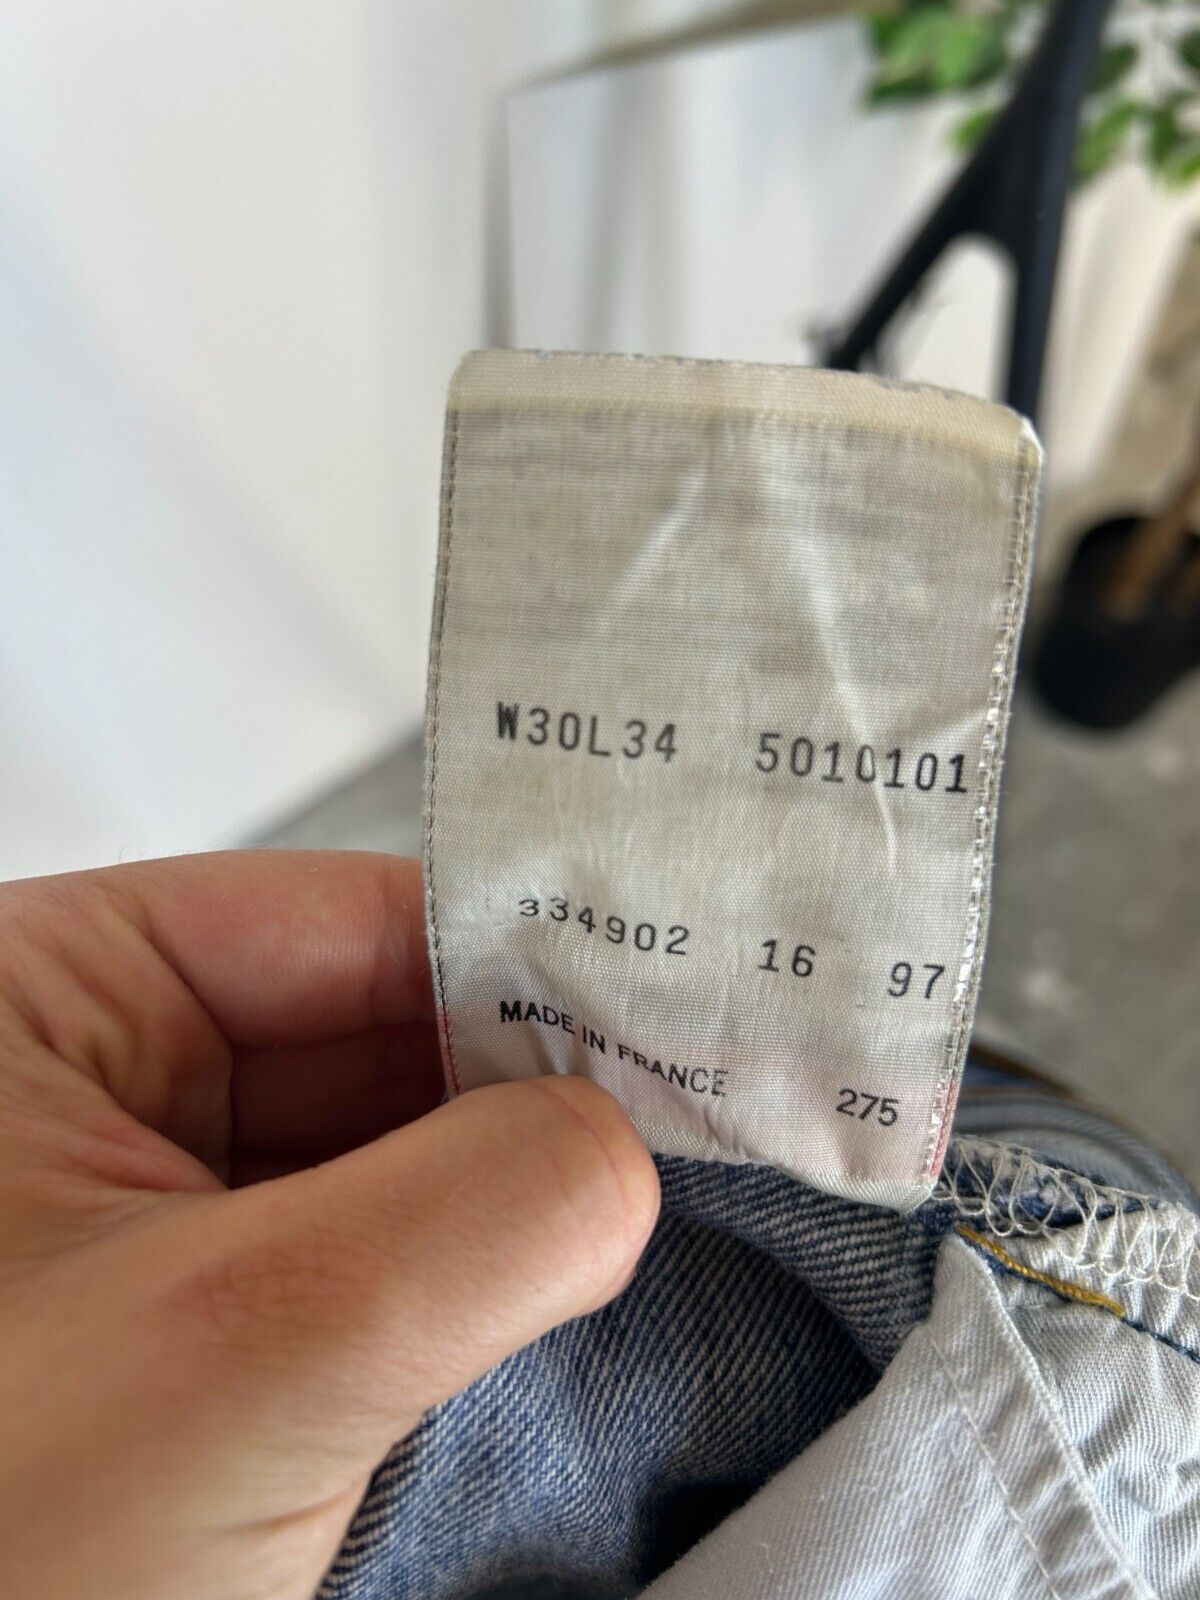 W30L34 5010101
334902 16 97
MADE IN FRANCE 275